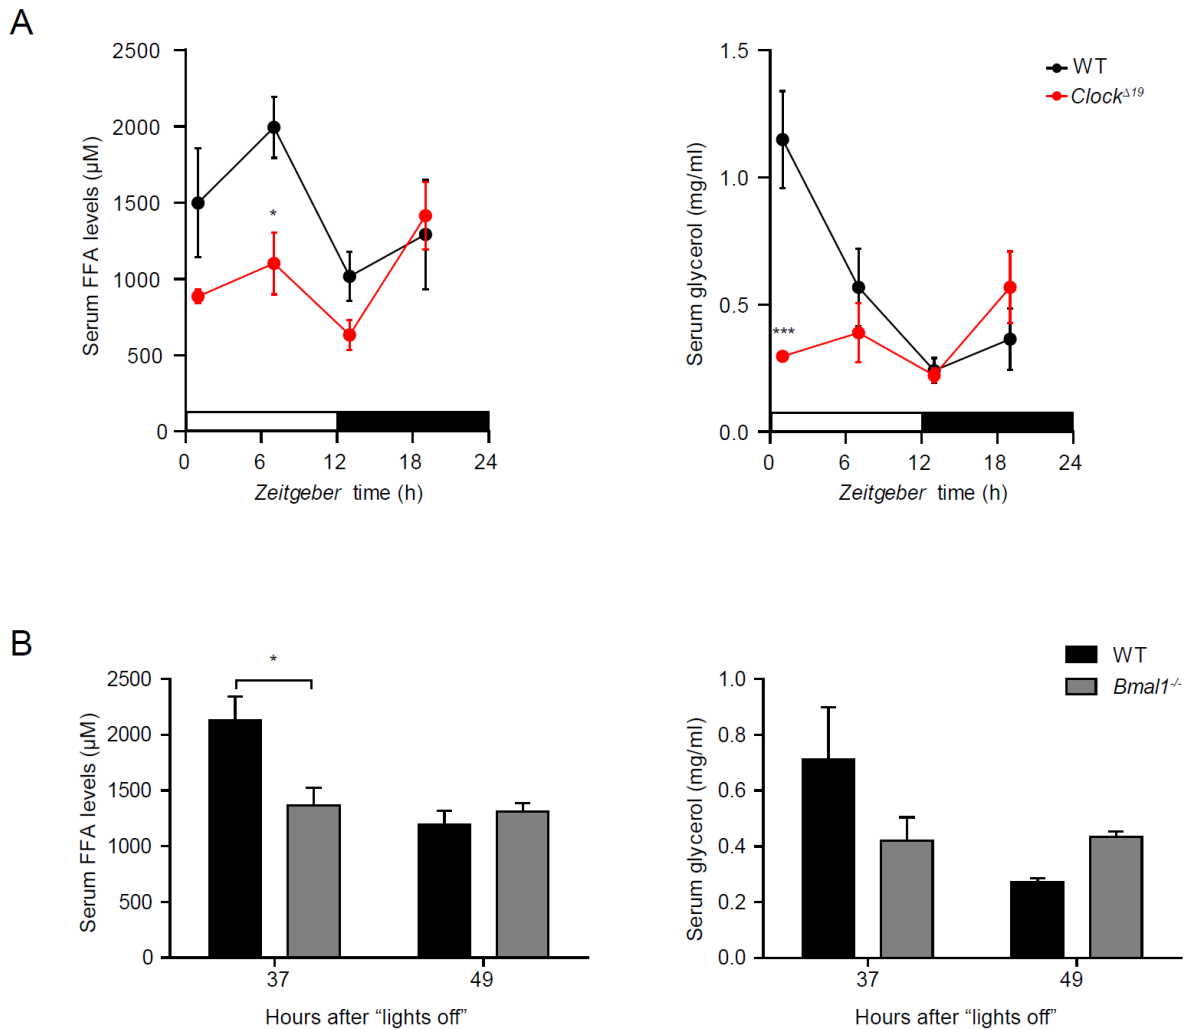 A
2500
2000
1500
1000
500
0
Serum FFA levels (µM)
*
0 6 12 18 24
Zeitgeber time (h)
1.5
1.0
0.5
0.0
Serum glycerol (mg/ml)
***
WT
Clock^Δ19
0 6 12 18 24
Zeitgeber time (h)
B
2500
2000
1500
1000
500
0
Serum FFA levels (µM)
*
37 49
Hours after “lights off”
1.0
0.8
0.6
0.4
0.2
0.0
Serum glycerol (mg/ml)
WT
Bmal1^-/-
37 49
Hours after “lights off”